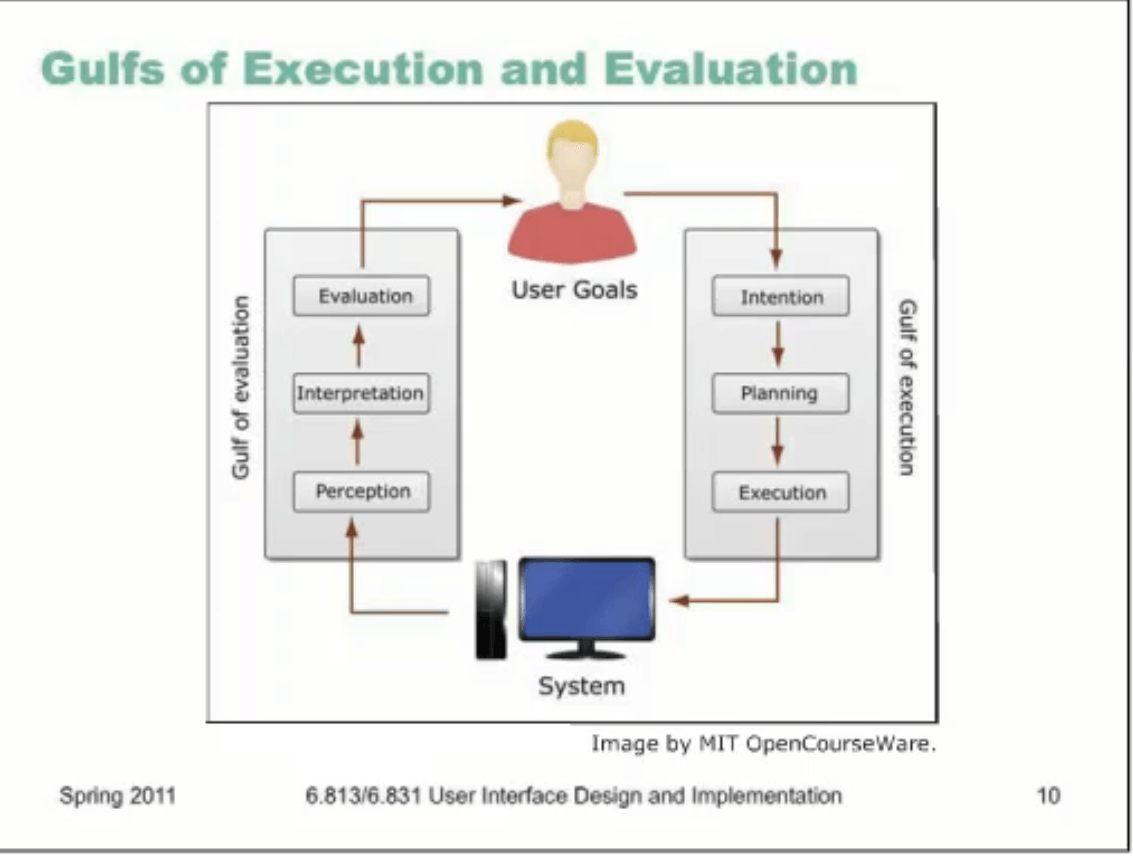 Gulfs of Execution and Evaluation
User Goals
Gulf of evaluation
Evaluation
Interpretation
Perception
Intention
Planning
Execution
Gulf of execution
System
Image by MIT OpenCourseWare.
Spring 2011
6.813/6.831 User Interface Design and Implementation
10